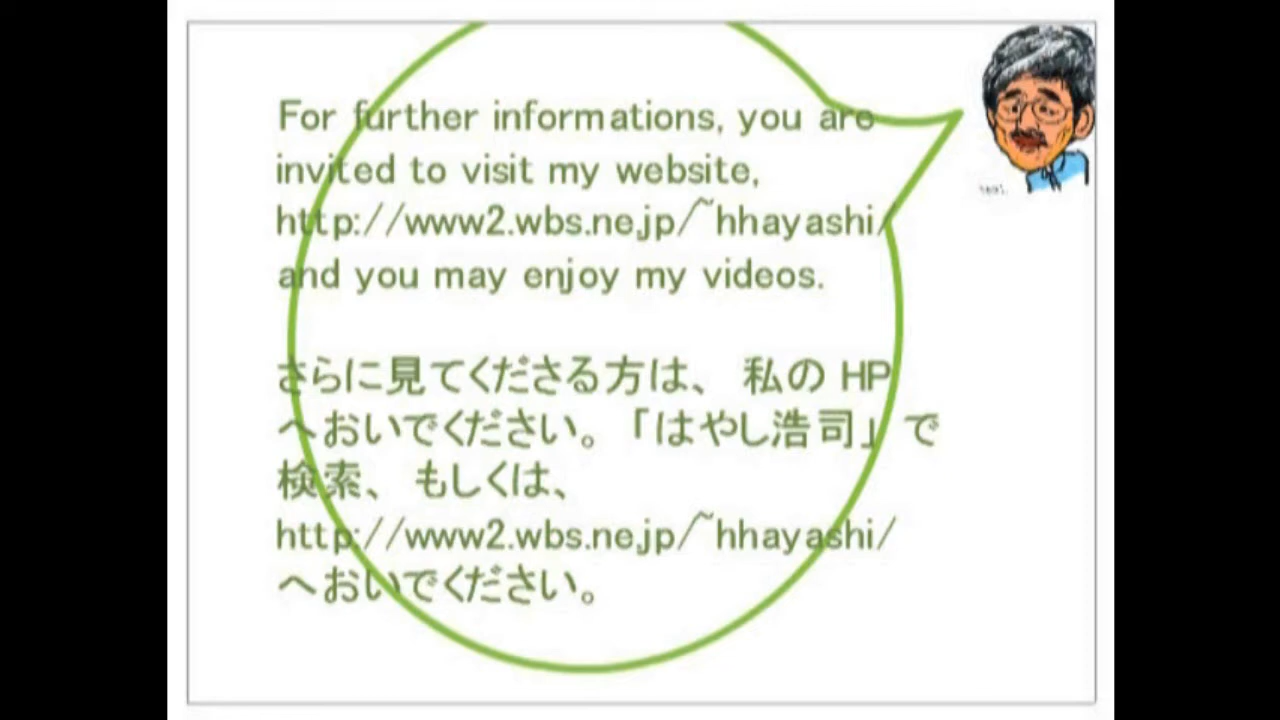 For further informations, you are
invited to visit my website,
http://www2.wbs.ne.jp/~hhayashi/
and you may enjoy my videos.
さらに見てくださる方は、 私の HP
へおいでください。「はやし浩司」 で
検索、 もしくは、
http://www2.wbs.ne.jp/~hhayashi/
へおいでください。